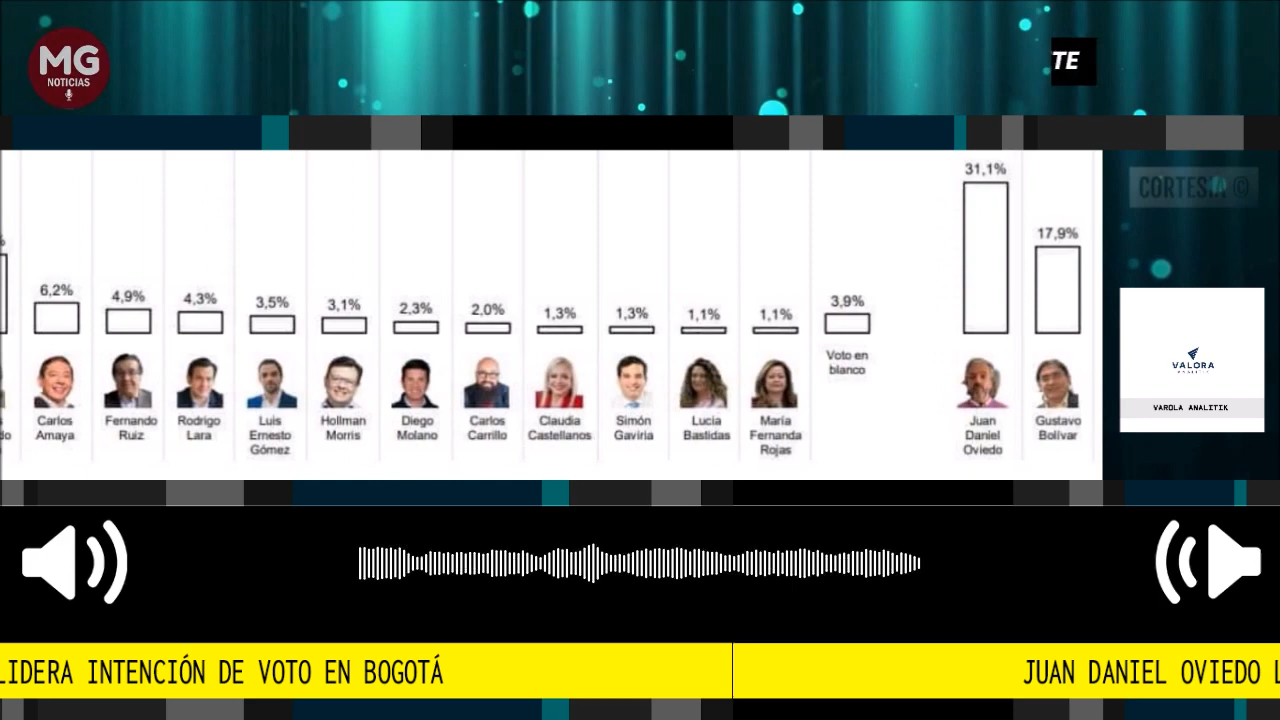 MG
NOTICIAS
TE
CORTESÍA ©
31,1%
17,9%
%
6,2%
4,9%
4,3%
3,5%
3,1%
2,3%
2,0%
1,3%
1,3%
1,1%
1,1%
3,9%
Voto en
blanco
Carlos
Amaya
Fernando
Ruiz
Rodrigo
Lara
Luis
Ernesto
Gómez
Hollman
Morris
Diego
Molano
Carlos
Carrillo
Claudia
Castellanos
Simón
Gaviria
Lucía
Bastidas
María
Fernanda
Rojas
Juan
Daniel
Oviedo
Gustavo
Bolívar
do
VALORA
VAROLA ANALITIK
LIDERA INTENCIÓN DE VOTO EN BOGOTÁ
JUAN DANIEL OVIEDO L